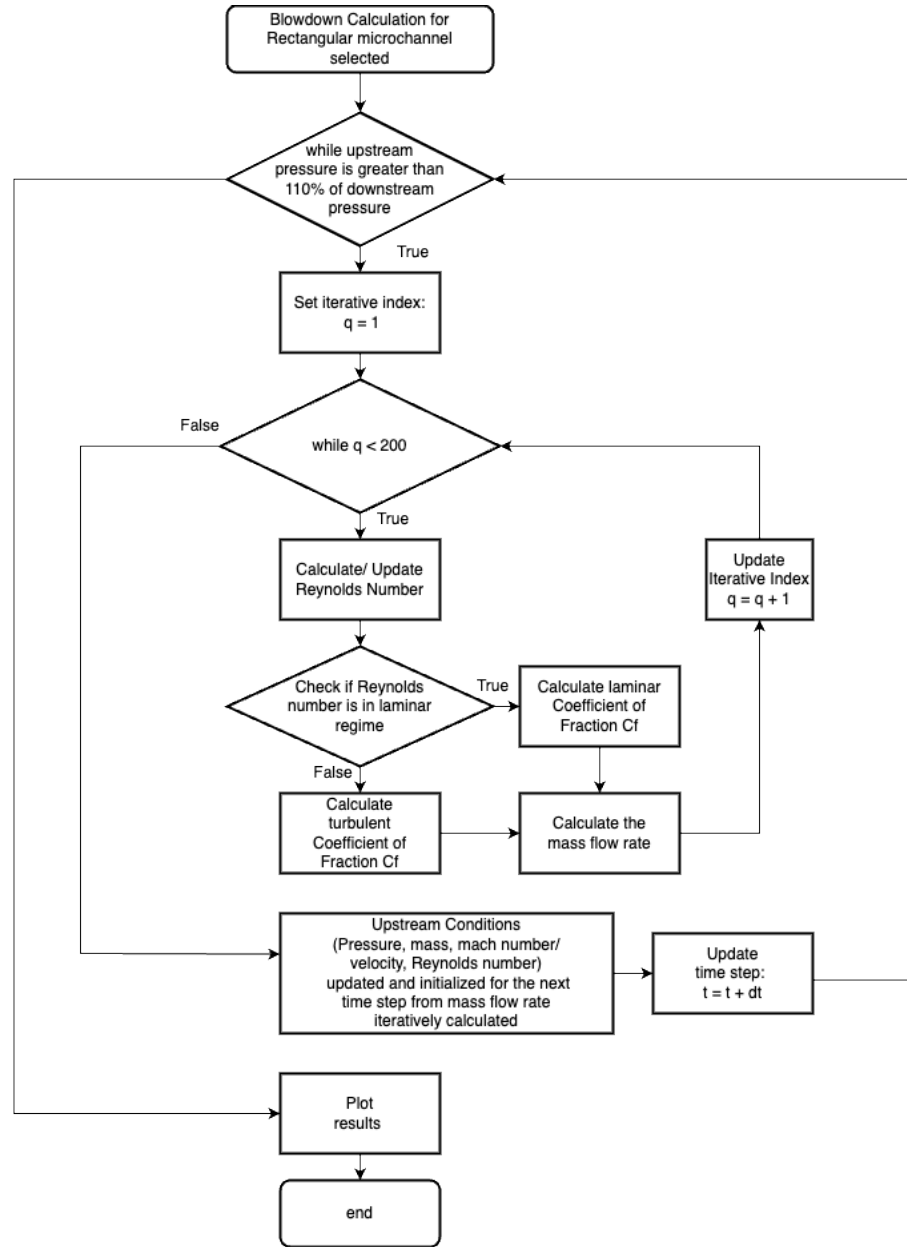 Blowdown Calculation for
Rectangular microchannel
selected
while upstream
pressure is greater than
110% of downstream
pressure
True
Set iterative index:
q = 1
False
while q < 200
True
Calculate/ Update
Reynolds Number
Update
Iterative Index
q = q + 1
Check if Reynolds
number is in laminar
regime
True
Calculate laminar
Coefficient of
Fraction Cf
False
Calculate
turbulent
Coefficient of
Fraction Cf
Calculate the
mass flow rate
Upstream Conditions
(Pressure, mass, mach number/
velocity, Reynolds number)
updated and initialized for the next
time step from mass flow rate
iteratively calculated
Update
time step:
t = t + dt
Plot
results
end